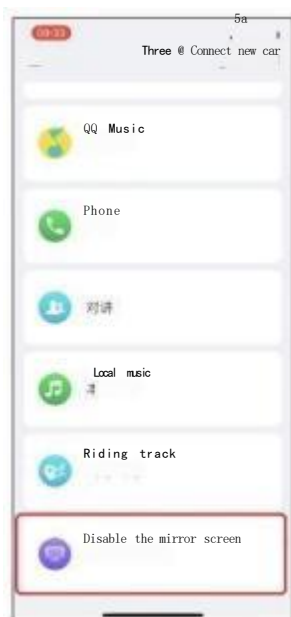 5a
09:33
Three @ Connect new car
QQ Music
Phone
对讲
Local music
Riding track
Disable the mirror screen